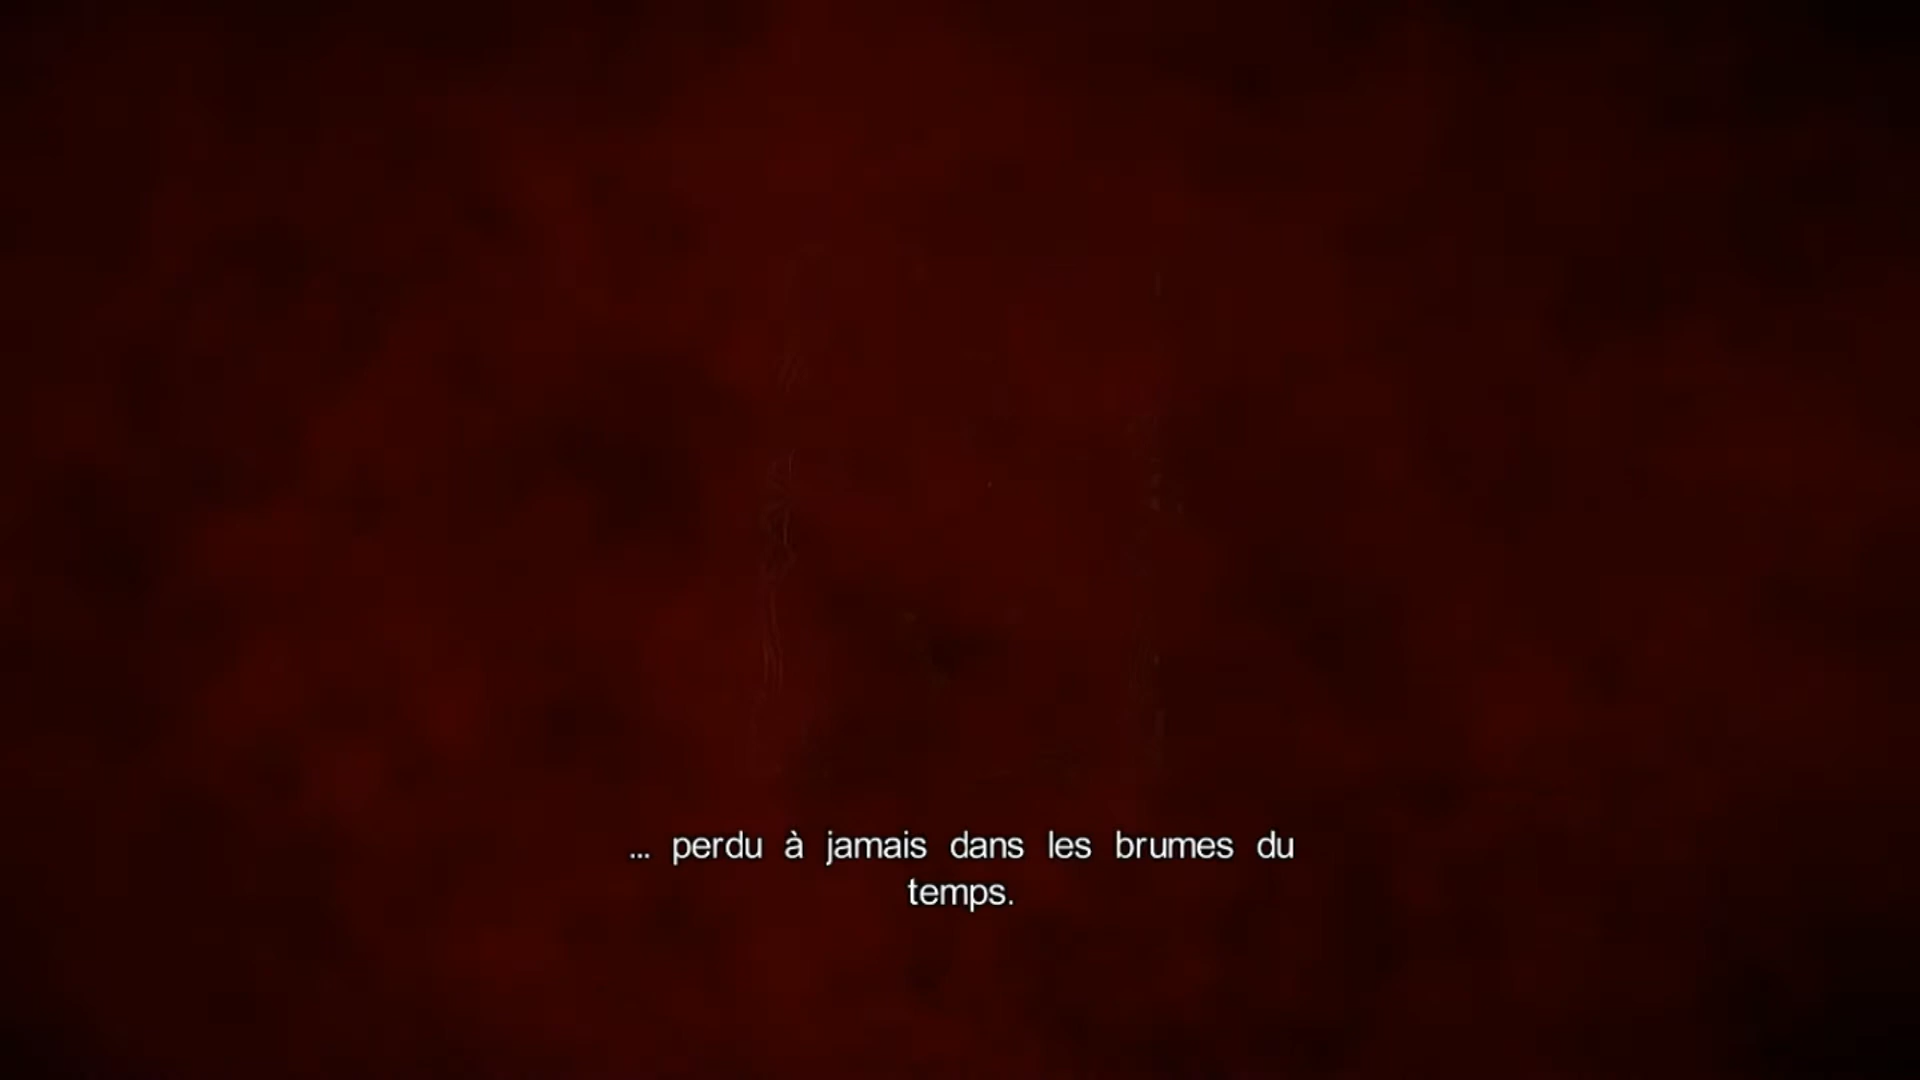 ... perdu à jamais dans les brumes du
temps.